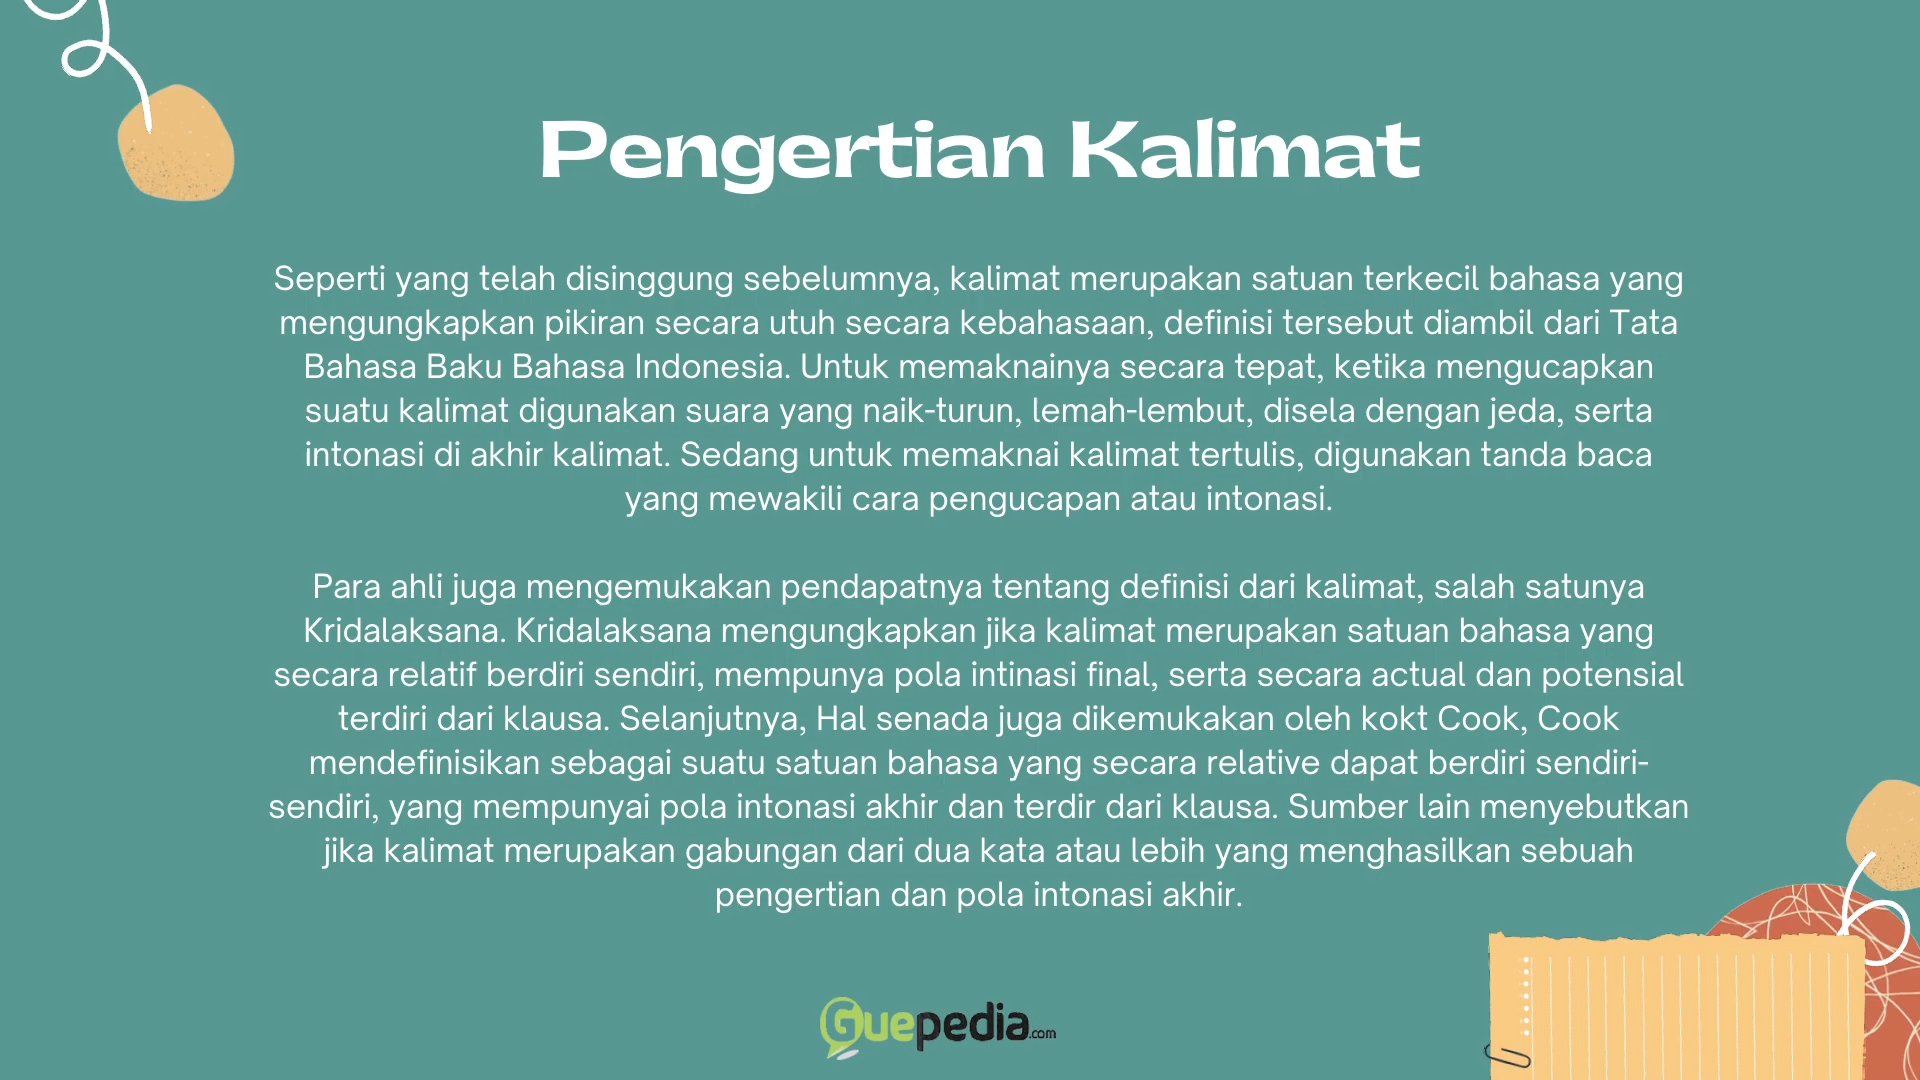 Pengertian Kalimat
Seperti yang telah disinggung sebelumnya, kalimat merupakan satuan terkecil bahasa yang
mengungkapkan pikiran secara utuh secara kebahasaan, definisi tersebut diambil dari Tata
Bahasa Baku Bahasa Indonesia. Untuk memaknainya secara tepat, ketika mengucapkan
suatu kalimat digunakan suara yang naik-turun, lemah-lembut, disela dengan jeda, serta
intonasi di akhir kalimat. Sedang untuk memaknai kalimat tertulis, digunakan tanda baca
yang mewakili cara pengucapan atau intonasi.
Para ahli juga mengemukakan pendapatnya tentang definisi dari kalimat, salah satunya
Kridalaksana. Kridalaksana mengungkapkan jika kalimat merupakan satuan bahasa yang
secara relatif berdiri sendiri, mempunya pola intinasi final, serta secara actual dan potensial
terdiri dari klausa. Selanjutnya, Hal senada juga dikemukakan oleh kokt Cook, Cook
mendefinisikan sebagai suatu satuan bahasa yang secara relative dapat berdiri sendiri-
sendiri, yang mempunyai pola intonasi akhir dan terdir dari klausa. Sumber lain menyebutkan
jika kalimat merupakan gabungan dari dua kata atau lebih yang menghasilkan sebuah
pengertian dan pola intonasi akhir.
Guepedia.com